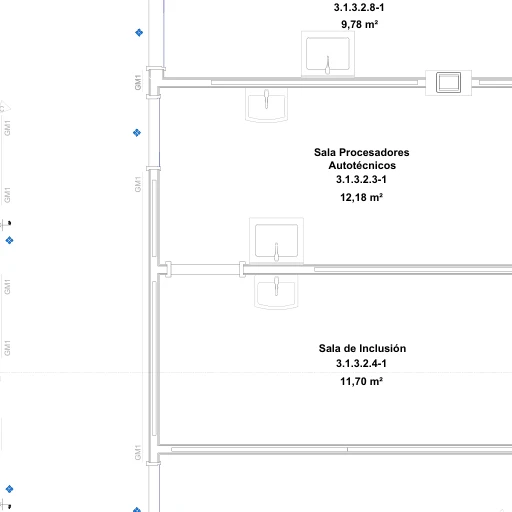 3.1.3.2.8-1
9,78 m²
GM1
GM1
Sala Procesadores
Autotécnicos
3.1.3.2.3-1
12,18 m²
GM1
GM1
GM1
GM1
Sala de Inclusión
3.1.3.2.4-1
11,70 m²
GM1